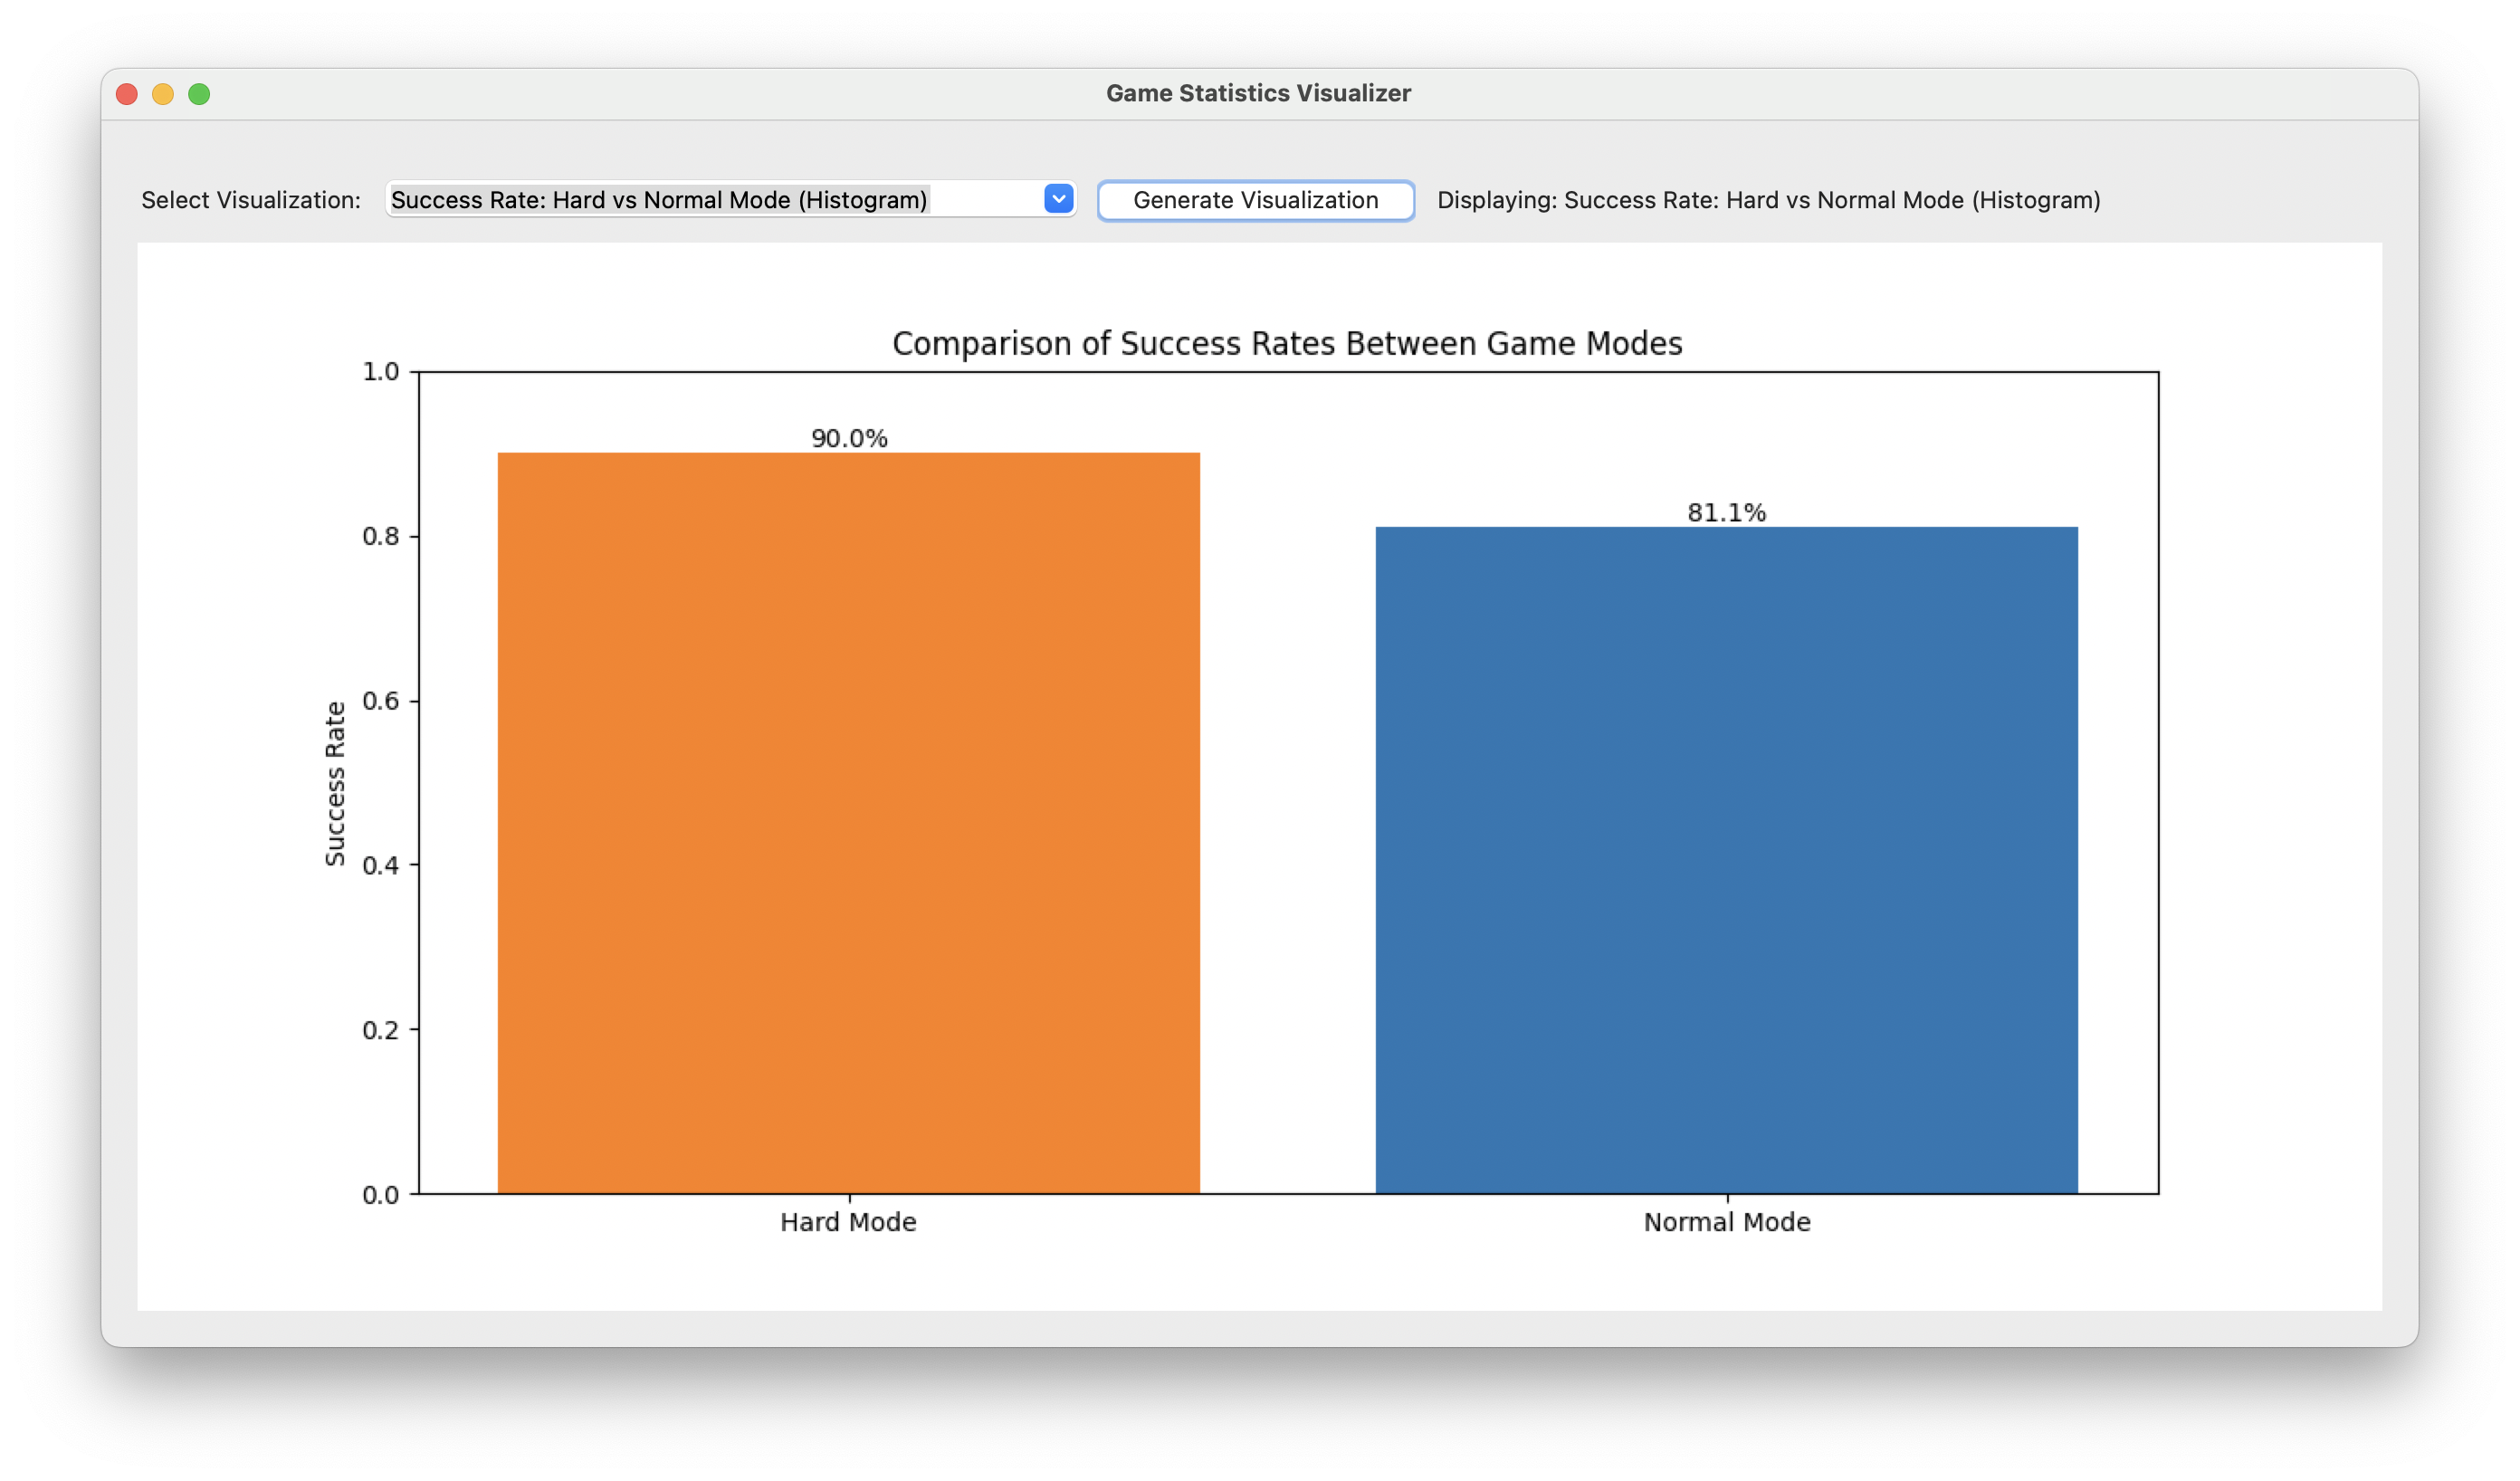 Game Statistics Visualizer
Select Visualization: Success Rate: Hard vs Normal Mode (Histogram) Generate Visualization Displaying: Success Rate: Hard vs Normal Mode (Histogram)
Comparison of Success Rates Between Game Modes
1.0
90.0%
81.1%
0.8
0.6
Success Rate
0.4
0.2
0.0
Hard Mode Normal Mode